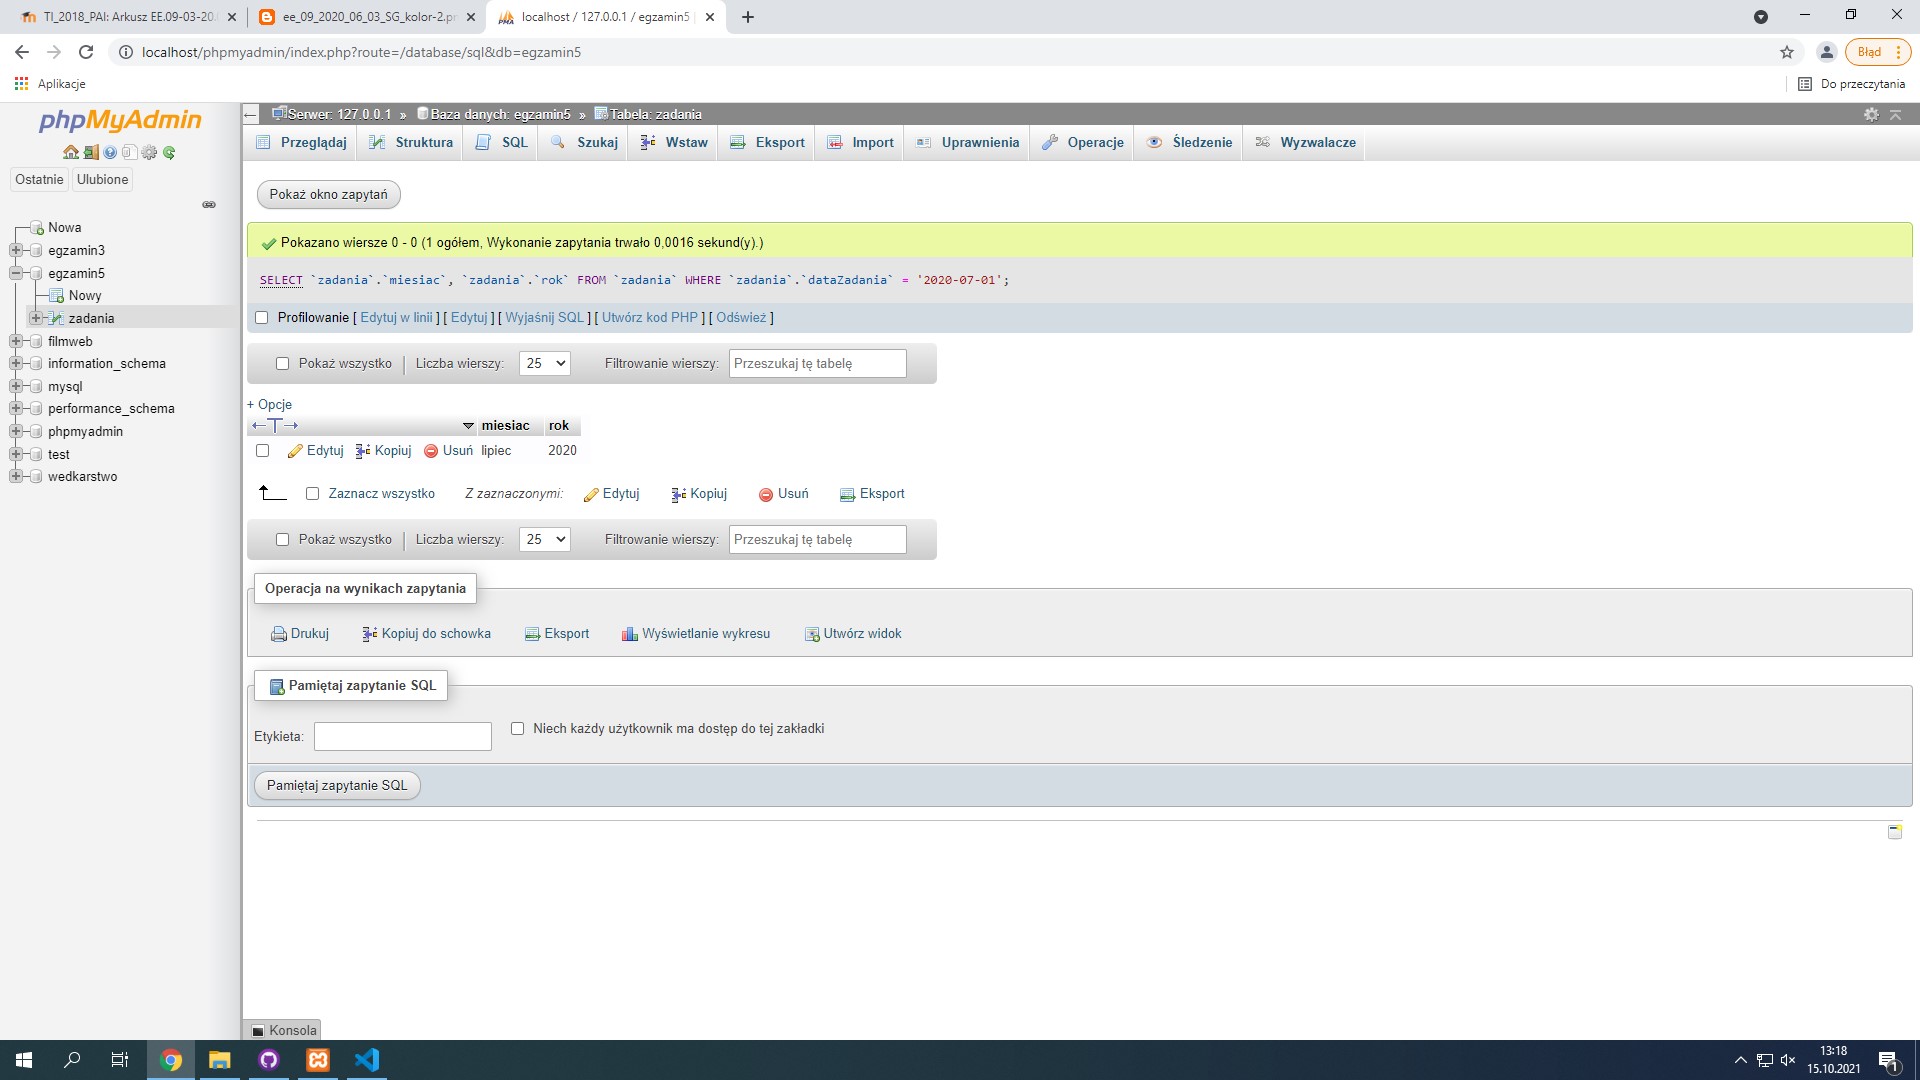 TI_2018_PAI: Arkusz EE.09-03-20.
ee_09_2020_06_03_SG_kolor-2.pn
localhost / 127.0.0.1 / egzamin5
localhost/phpmyadmin/index.php?route=/database/sql&db=egzamin5
Błąd
Aplikacje
Do przeczytania
phpMyAdmin
Ostatnie Ulubione
Nowa
egzamin3
egzamin5
Nowy
zadania
filmweb
information_schema
mysql
performance_schema
phpmyadmin
test
wedkarstwo
Serwer: 127.0.0.1 » Baza danych: egzamin5 » Tabela: zadania
Przeglądaj Struktura SQL Szukaj Wstaw Eksport Import Uprawnienia Operacje Śledzenie Wyzwalacze
Pokaż okno zapytań
Pokazano wiersze 0 - 0 (1 ogółem, Wykonanie zapytania trwało 0,0016 sekund(y).)
SELECT `zadania`.`miesiac`, `zadania`.`rok` FROM `zadania` WHERE `zadania`.`dataZadania` = '2020-07-01';
Profilowanie [ Edytuj w linii ] [ Edytuj ] [ Wyjaśnij SQL ] [ Utwórz kod PHP ] [ Odśwież ]
Pokaż wszystko | Liczba wierszy: 25 Filtrowanie wierszy: Przeszukaj tę tabelę
+ Opcje
←T→ miesiac rok
Edytuj Kopiuj Usuń lipiec 2020
Zaznacz wszystko Z zaznaczonymi: Edytuj Kopiuj Usuń Eksport
Pokaż wszystko | Liczba wierszy: 25 Filtrowanie wierszy: Przeszukaj tę tabelę
Operacja na wynikach zapytania
Drukuj Kopiuj do schowka Eksport Wyświetlanie wykresu Utwórz widok
Pamiętaj zapytanie SQL
Etykieta: Niech każdy użytkownik ma dostęp do tej zakładki
Pamiętaj zapytanie SQL
Konsola
13:18
15.10.2021
1